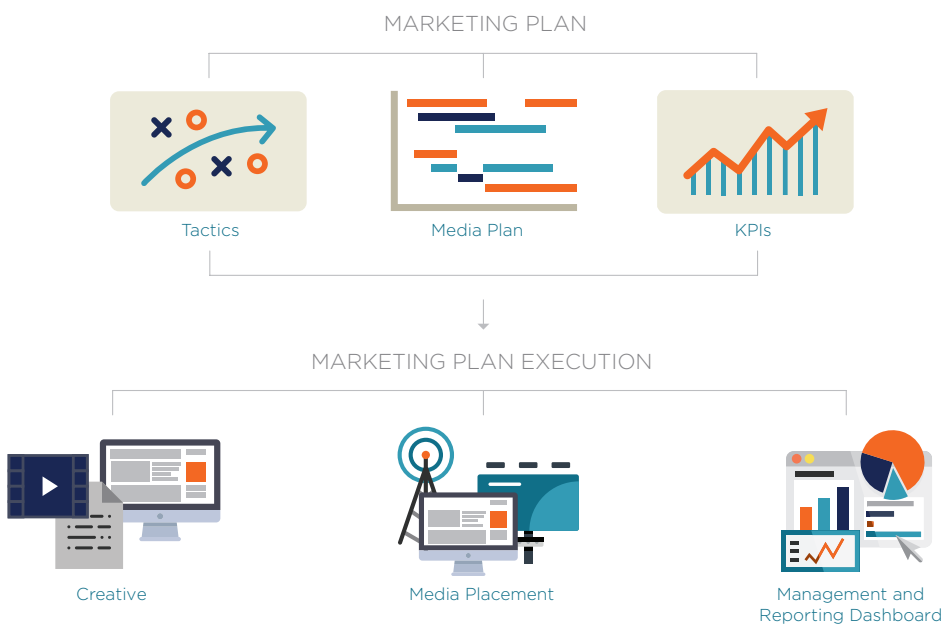 MARKETING PLAN
Tactics
Media Plan
KPIs
MARKETING PLAN EXECUTION
Creative
Media Placement
Management and
Reporting Dashboard